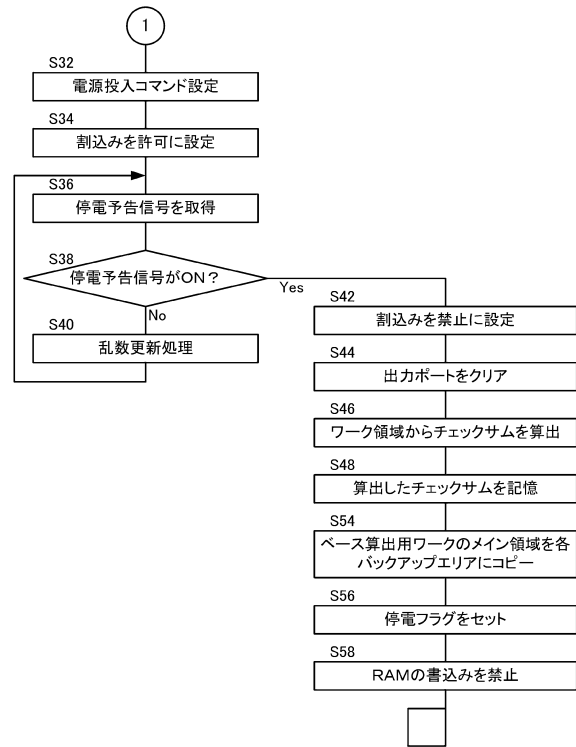 1
S32
電源投入コマンド設定
S34
割込みを許可に設定
S36
停電予告信号を取得
S38
停電予告信号がON？
Yes
No
S40
乱数更新処理
S42
割込みを禁止に設定
S44
出力ポートをクリア
S46
ワーク領域からチェックサムを算出
S48
算出したチェックサムを記憶
S54
ベース算出用ワークのメイン領域を各
バックアップエリアにコピー
S56
停電フラグをセット
S58
RAMの書込みを禁止